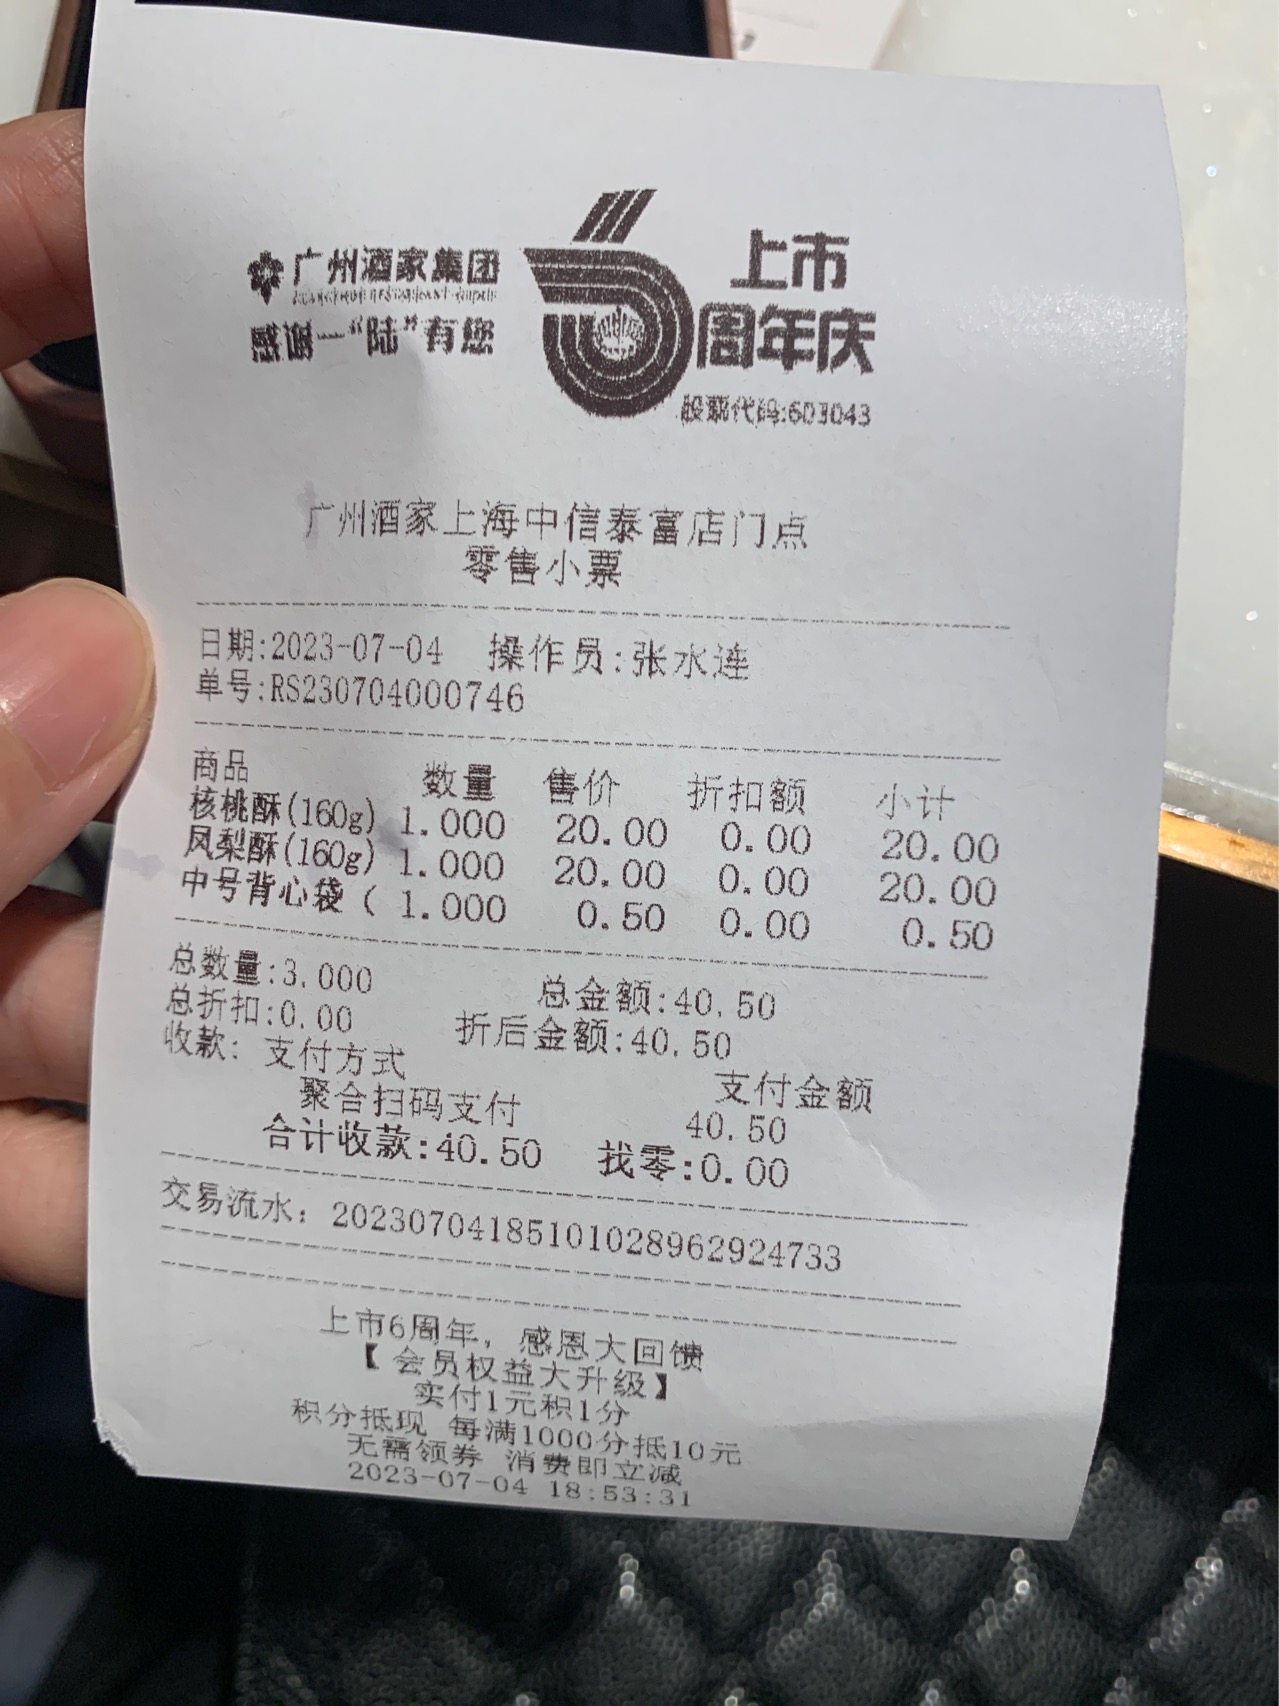 广州酒家集团
感谢一“陆”有您
上市
周年庆
股票代码:603043
广州酒家上海中信泰富店门点
零售小票
日期:2023-07-04 操作员:张水连
单号:RS230704000746
商品 数量 售价 折扣额 小计
核桃酥(160g) 1.000 20.00 0.00 20.00
凤梨酥(160g) 1.000 20.00 0.00 20.00
中号背心袋 ( 1.000 0.50 0.00 0.50
总数量:3.000 总金额:40.50
总折扣:0.00 折后金额:40.50
收款: 支付方式 支付金额
聚合扫码支付 40.50
合计收款:40.50 找零:0.00
交易流水: 2023070418510102896292​4733
上市6周年, 感恩大回馈
【 会员权益大升级】
实付1元积1分
积分抵现 每满1000分抵10元
无需领券 消费即立减
2023-07-04 18:53:31